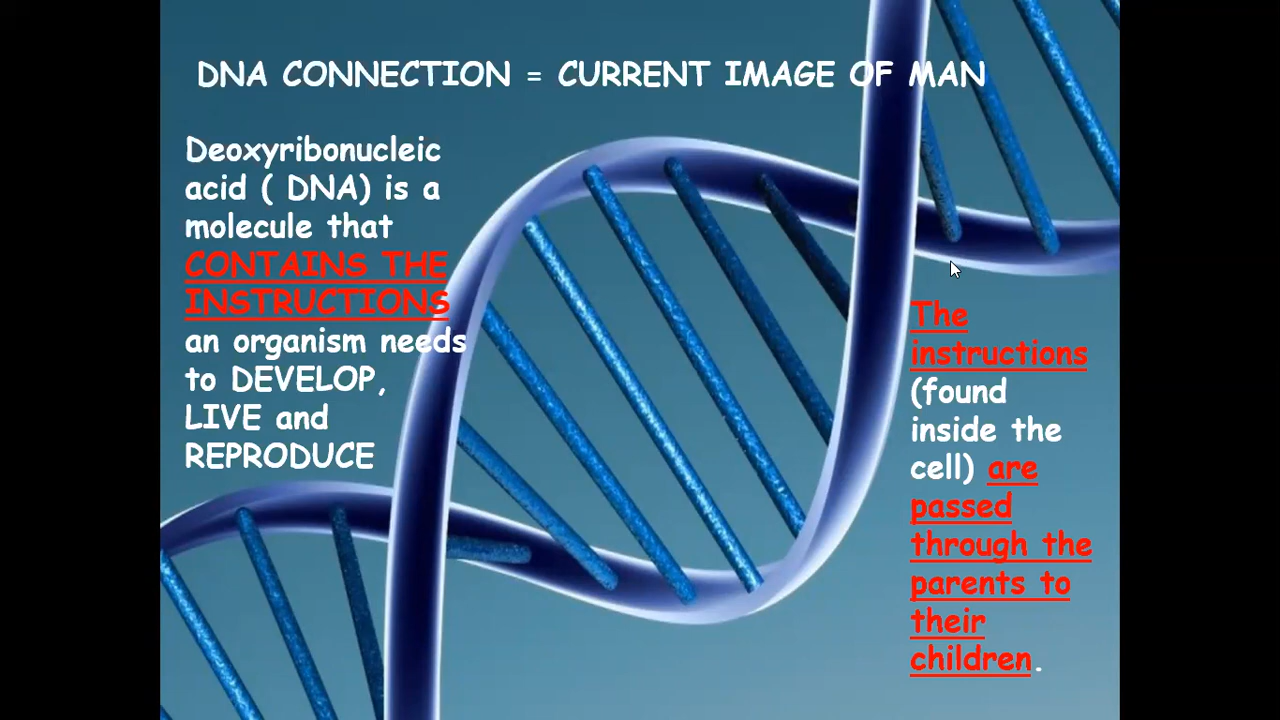 DNA CONNECTION = CURRENT IMAGE OF MAN
Deoxyribonucleic
acid ( DNA) is a
molecule that
CONTAINS THE
INSTRUCTIONS
an organism needs
to DEVELOP,
LIVE and
REPRODUCE
The
instructions
(found
inside the
cell) are
passed
through the
parents to
their
children.